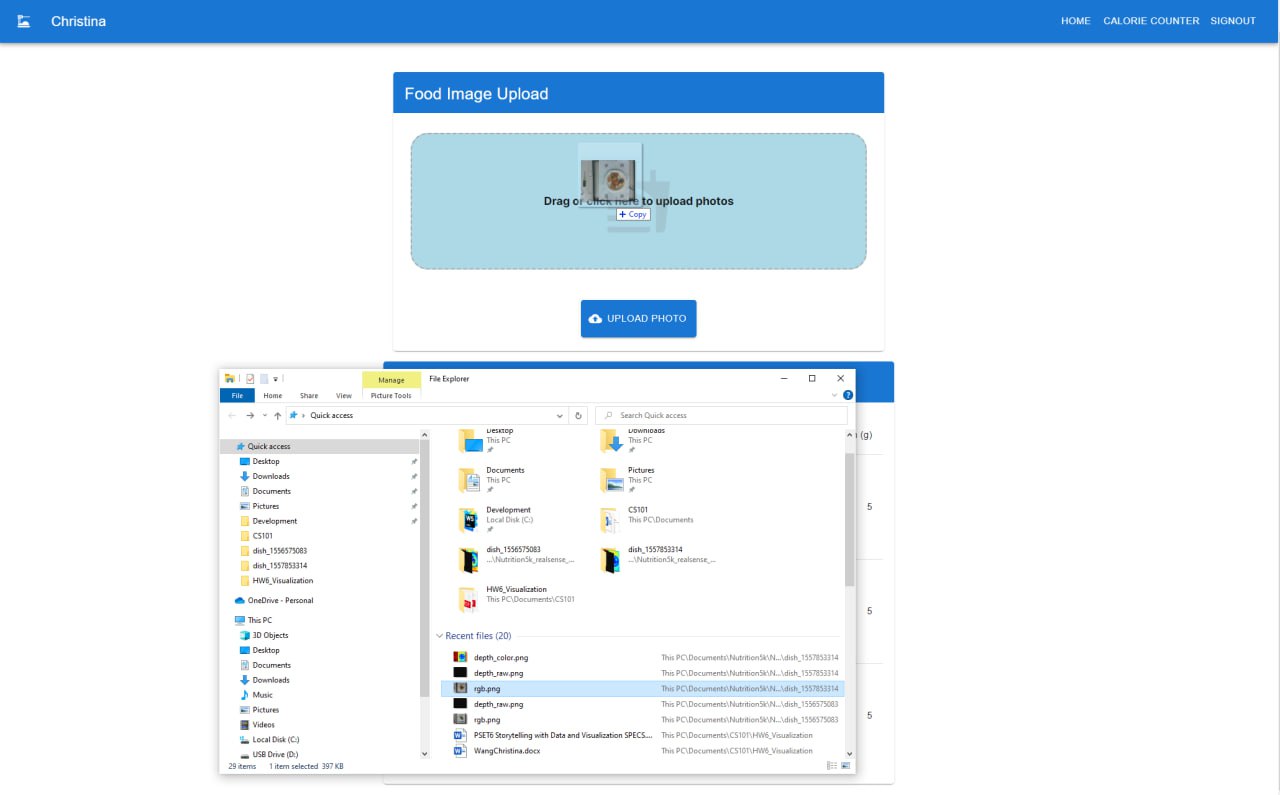 Christina
HOME CALORIE COUNTER SIGNOUT
Food Image Upload
Drag or click here to upload photos
+ Copy
UPLOAD PHOTO
Manage File Explorer
File Home Share View Picture Tools
Quick access Search Quick access
(g)
5
5
5
Quick access
Desktop
Downloads
Documents
Pictures
Development
CS101
dish_1556575083
dish_1557853314
HW6_Visualization
OneDrive - Personal
This PC
3D Objects
Desktop
Documents
Downloads
Music
Pictures
Videos
Local Disk (C:)
USB Drive (D:)
Desktop
This PC
Downloads
This PC
Documents
This PC
Pictures
This PC
Development
Local Disk (C:)
CS101
This PC\Documents
dish_1556575083
...\Nutrition5k_realsense_...
dish_1557853314
...\Nutrition5k_realsense_...
HW6_Visualization
This PC\Documents\CS101
Recent files (20)
depth_color.png This PC\Documents\Nutrition5k\N...\dish_1557853314
depth_raw.png This PC\Documents\Nutrition5k\N...\dish_1557853314
rgb.png This PC\Documents\Nutrition5k\N...\dish_1557853314
depth_raw.png This PC\Documents\Nutrition5k\N...\dish_1556575083
rgb.png This PC\Documents\Nutrition5k\N...\dish_1556575083
PSET6 Storytelling with Data and Visualization SPECS.... This PC\Documents\CS101\HW6_Visualization
WangChristina.docx This PC\Documents\CS101\HW6_Visualization
29 items 1 item selected 397 KB